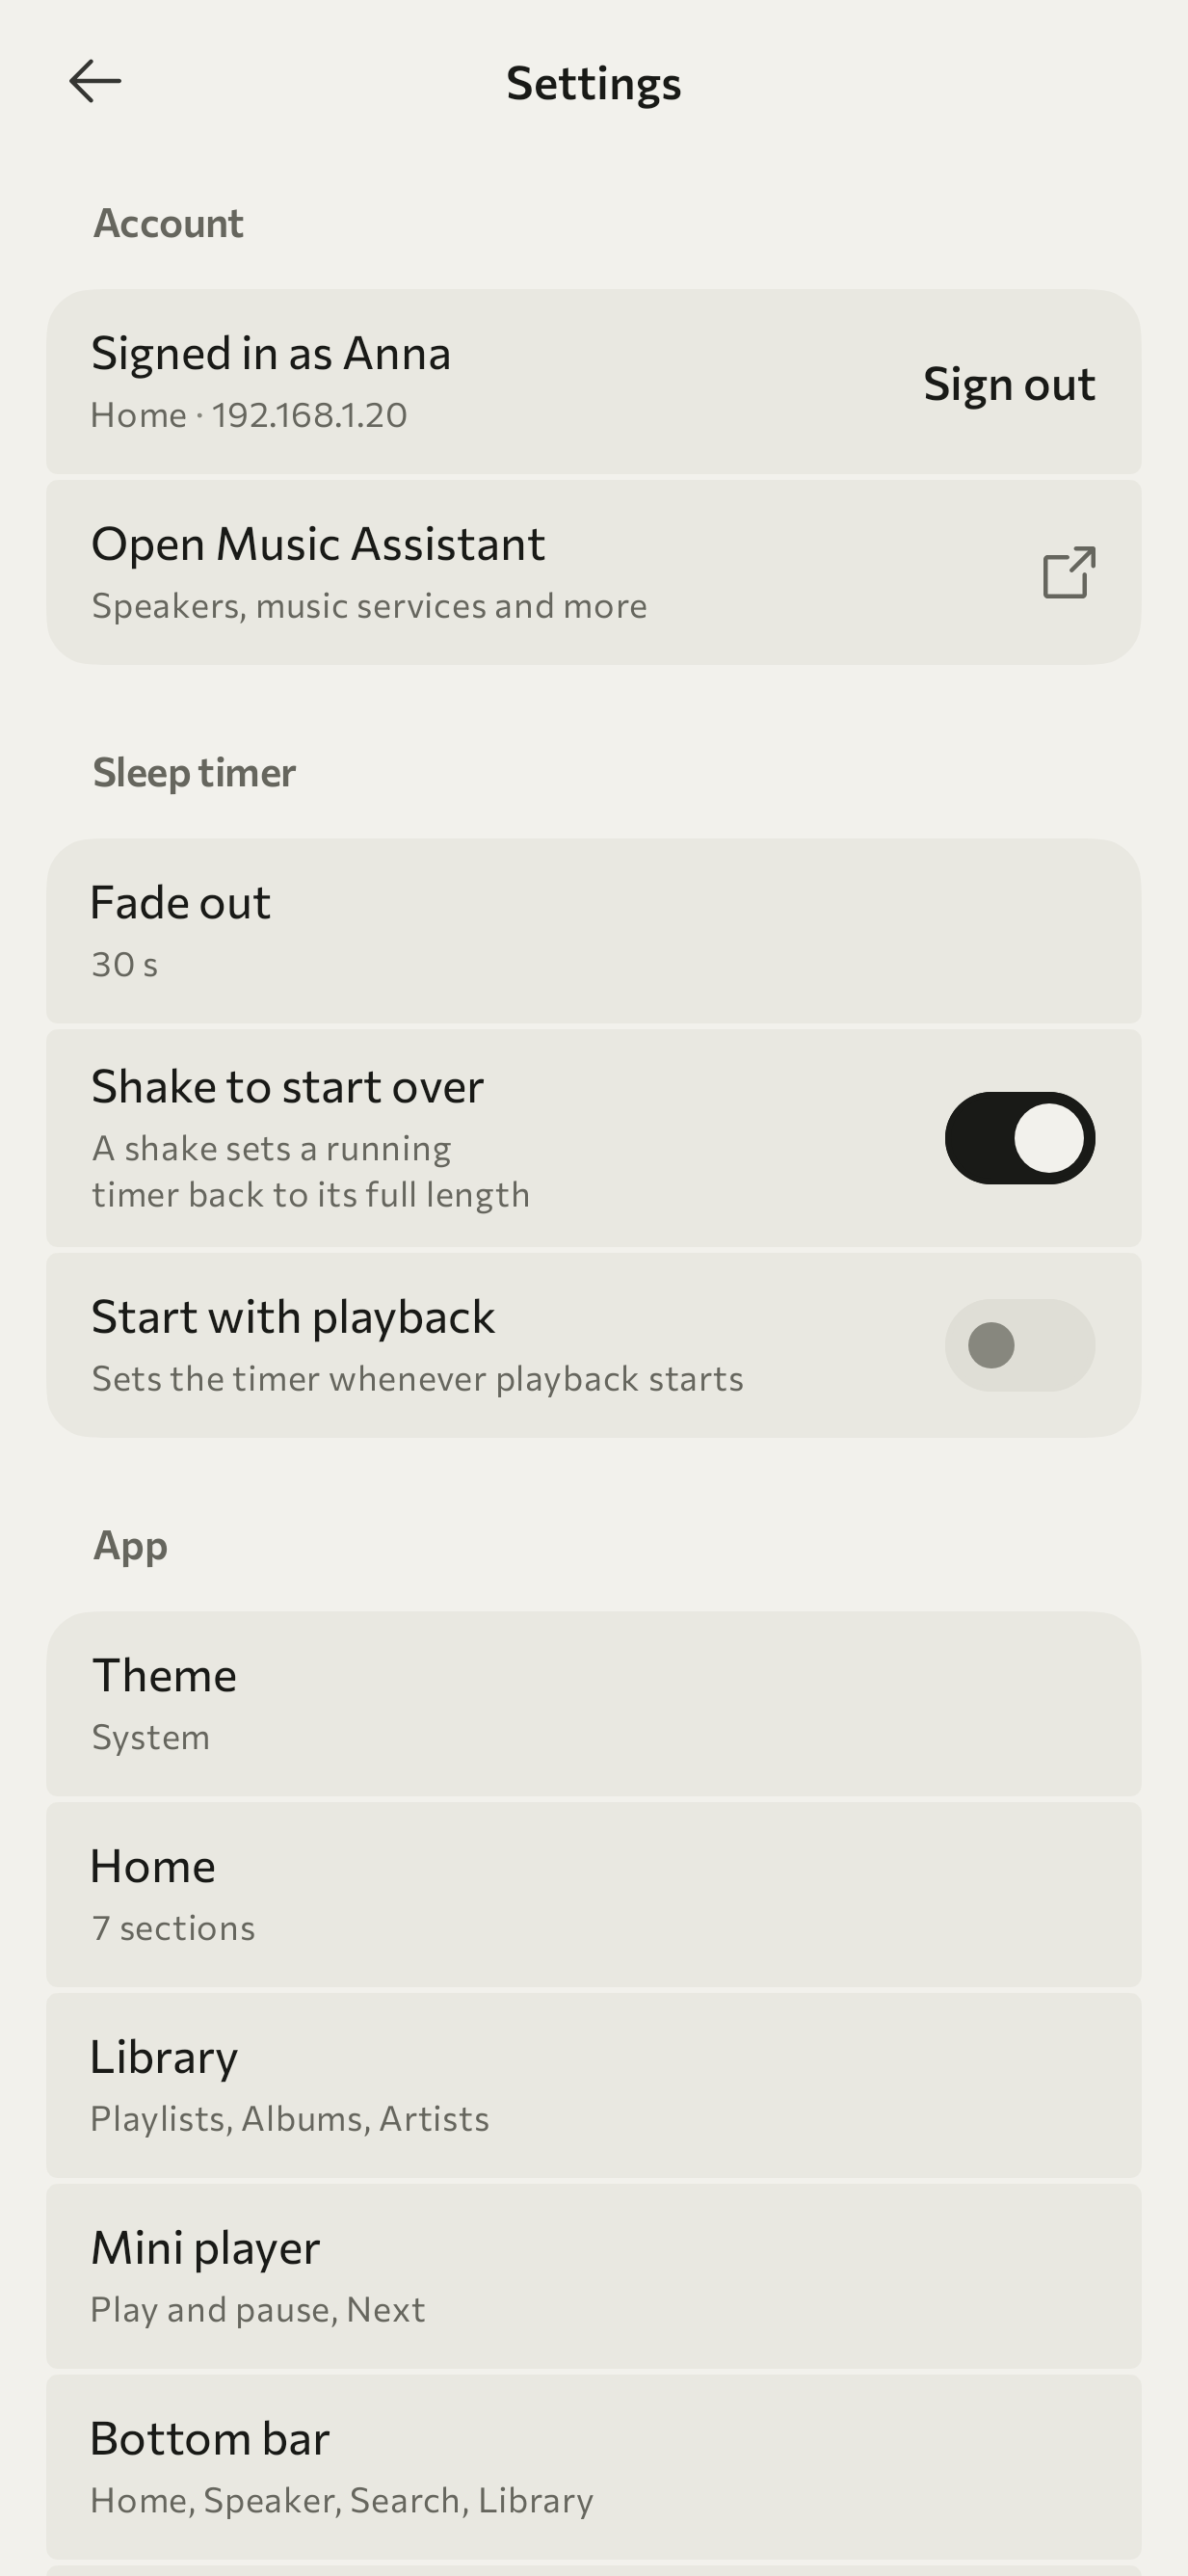 Settings
Account
Signed in as Anna
Home · 192.168.1.20
Sign out
Open Music Assistant
Speakers, music services and more
Sleep timer
Fade out
30 s
Shake to start over
A shake sets a running
timer back to its full length
Start with playback
Sets the timer whenever playback starts
App
Theme
System
Home
7 sections
Library
Playlists, Albums, Artists
Mini player
Play and pause, Next
Bottom bar
Home, Speaker, Search, Library